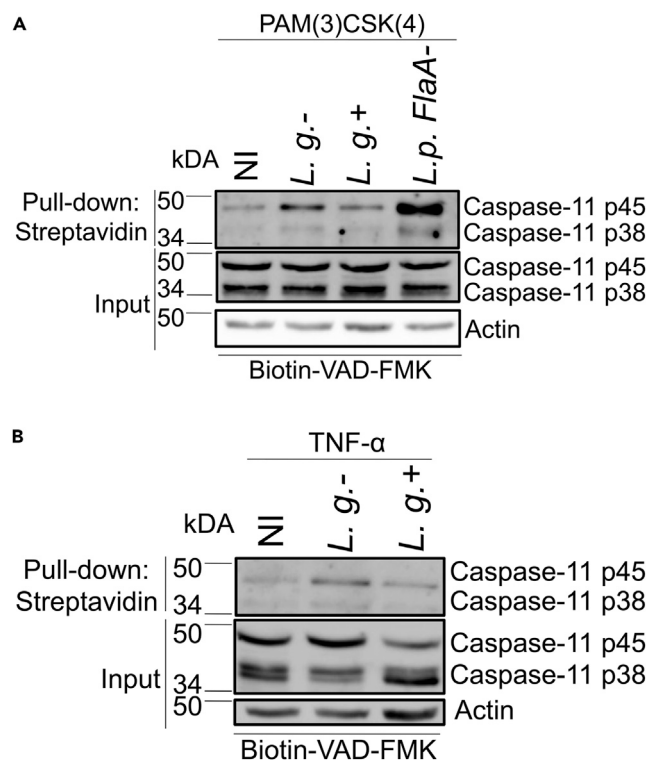 A
PAM(3)CSK(4)
kDA NI L. g.- L. g.+ L.p. FlaA-
Pull-down: 50 Caspase-11 p45
Streptavidin 34 Caspase-11 p38
50 Caspase-11 p45
Input 34 Caspase-11 p38
50 Actin
Biotin-VAD-FMK
B
TNF-α
kDA NI L. g.- L. g.+
Pull-down: 50 Caspase-11 p45
Streptavidin 34 Caspase-11 p38
50 Caspase-11 p45
Input 34 Caspase-11 p38
50 Actin
Biotin-VAD-FMK